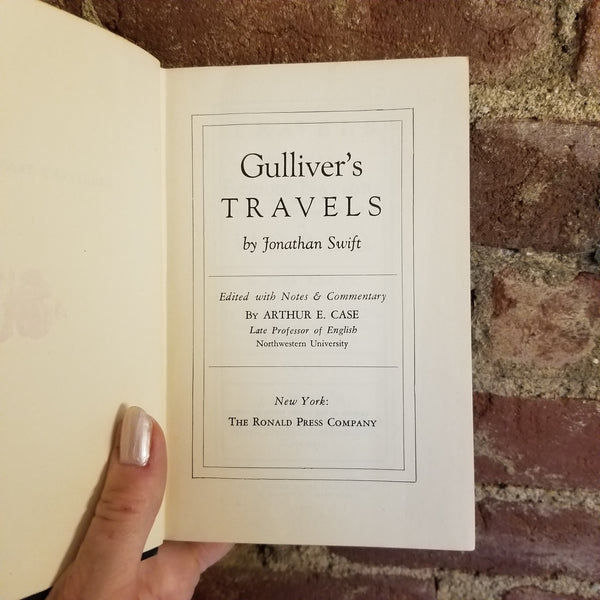 Gulliver's
TRAVELS
by Jonathan Swift
Edited with Notes & Commentary
By ARTHUR E. CASE
Late Professor of English
Northwestern University
New York:
The Ronald Press Company